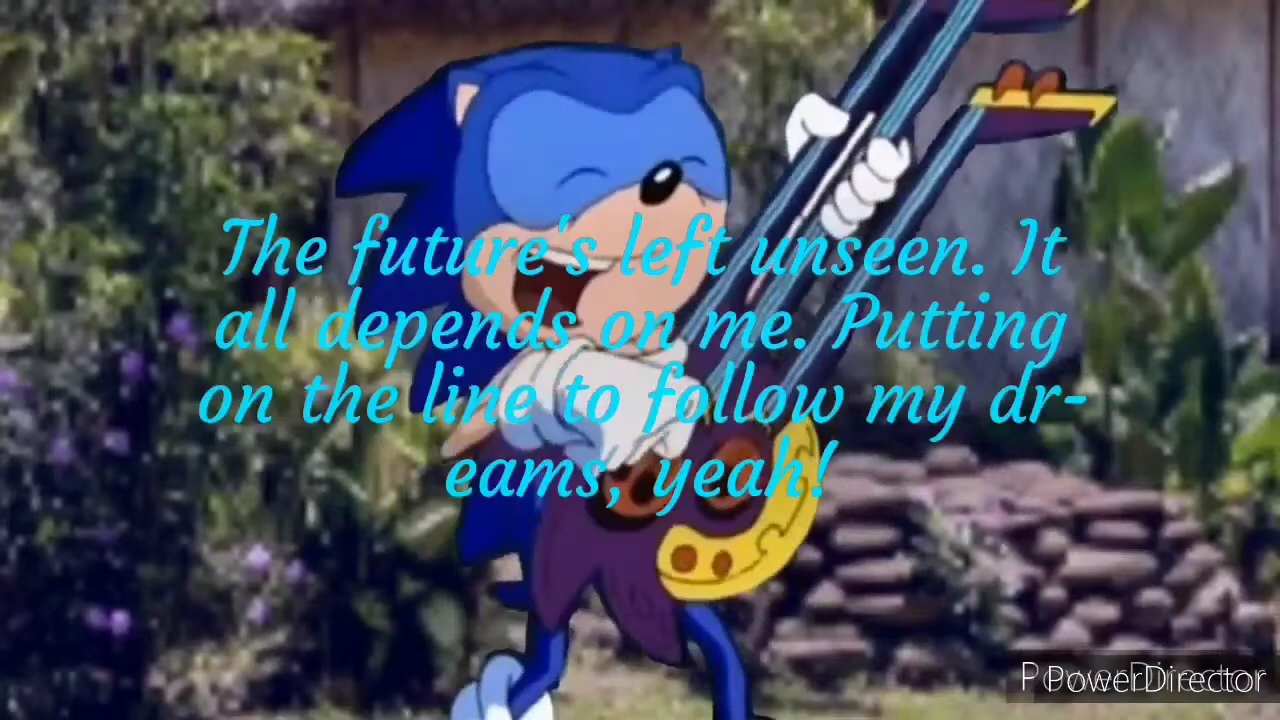 The future's left unseen. It
all depends on me. Putting
on the line to follow my dr-
eams, yeah!
PowerDirector